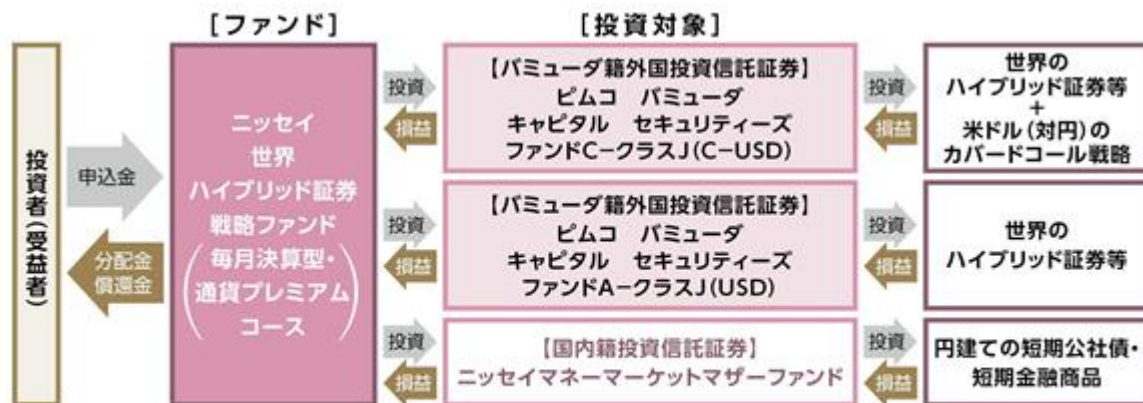 [ファンド]
[投資対象]
投資者(受益者)
申込金
分配金
償還金
ニッセイ
世界
ハイブリッド証券
戦略ファンド
(毎月決算型・
通貨プレミアム
コース)
投資
損益
【バミューダ籍外国投資信託証券】
ピムコ バミューダ
キャピタル セキュリティーズ
ファンドC-クラスJ(C-USD)
投資
損益
世界の
ハイブリッド証券等
+
米ドル(対円)の
カバードコール戦略
投資
損益
【バミューダ籍外国投資信託証券】
ピムコ バミューダ
キャピタル セキュリティーズ
ファンドA-クラスJ(USD)
投資
損益
世界の
ハイブリッド証券等
投資
損益
【国内籍投資信託証券】
ニッセイマネーマーケットマザーファンド
投資
損益
円建ての短期公社債・
短期金融商品